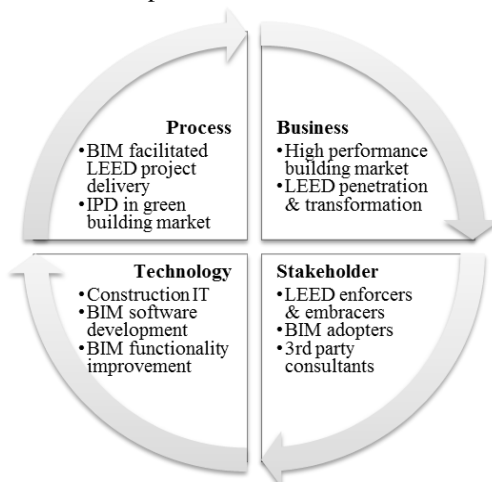 Process
•BIM facilitated
LEED project
delivery
•IPD in green
building market
Business
•High performance
building market
•LEED penetration
& transformation
Technology
•Construction IT
•BIM software
development
•BIM functionality
improvement
Stakeholder
•LEED enforcers
& embracers
•BIM adopters
•3rd party
consultants